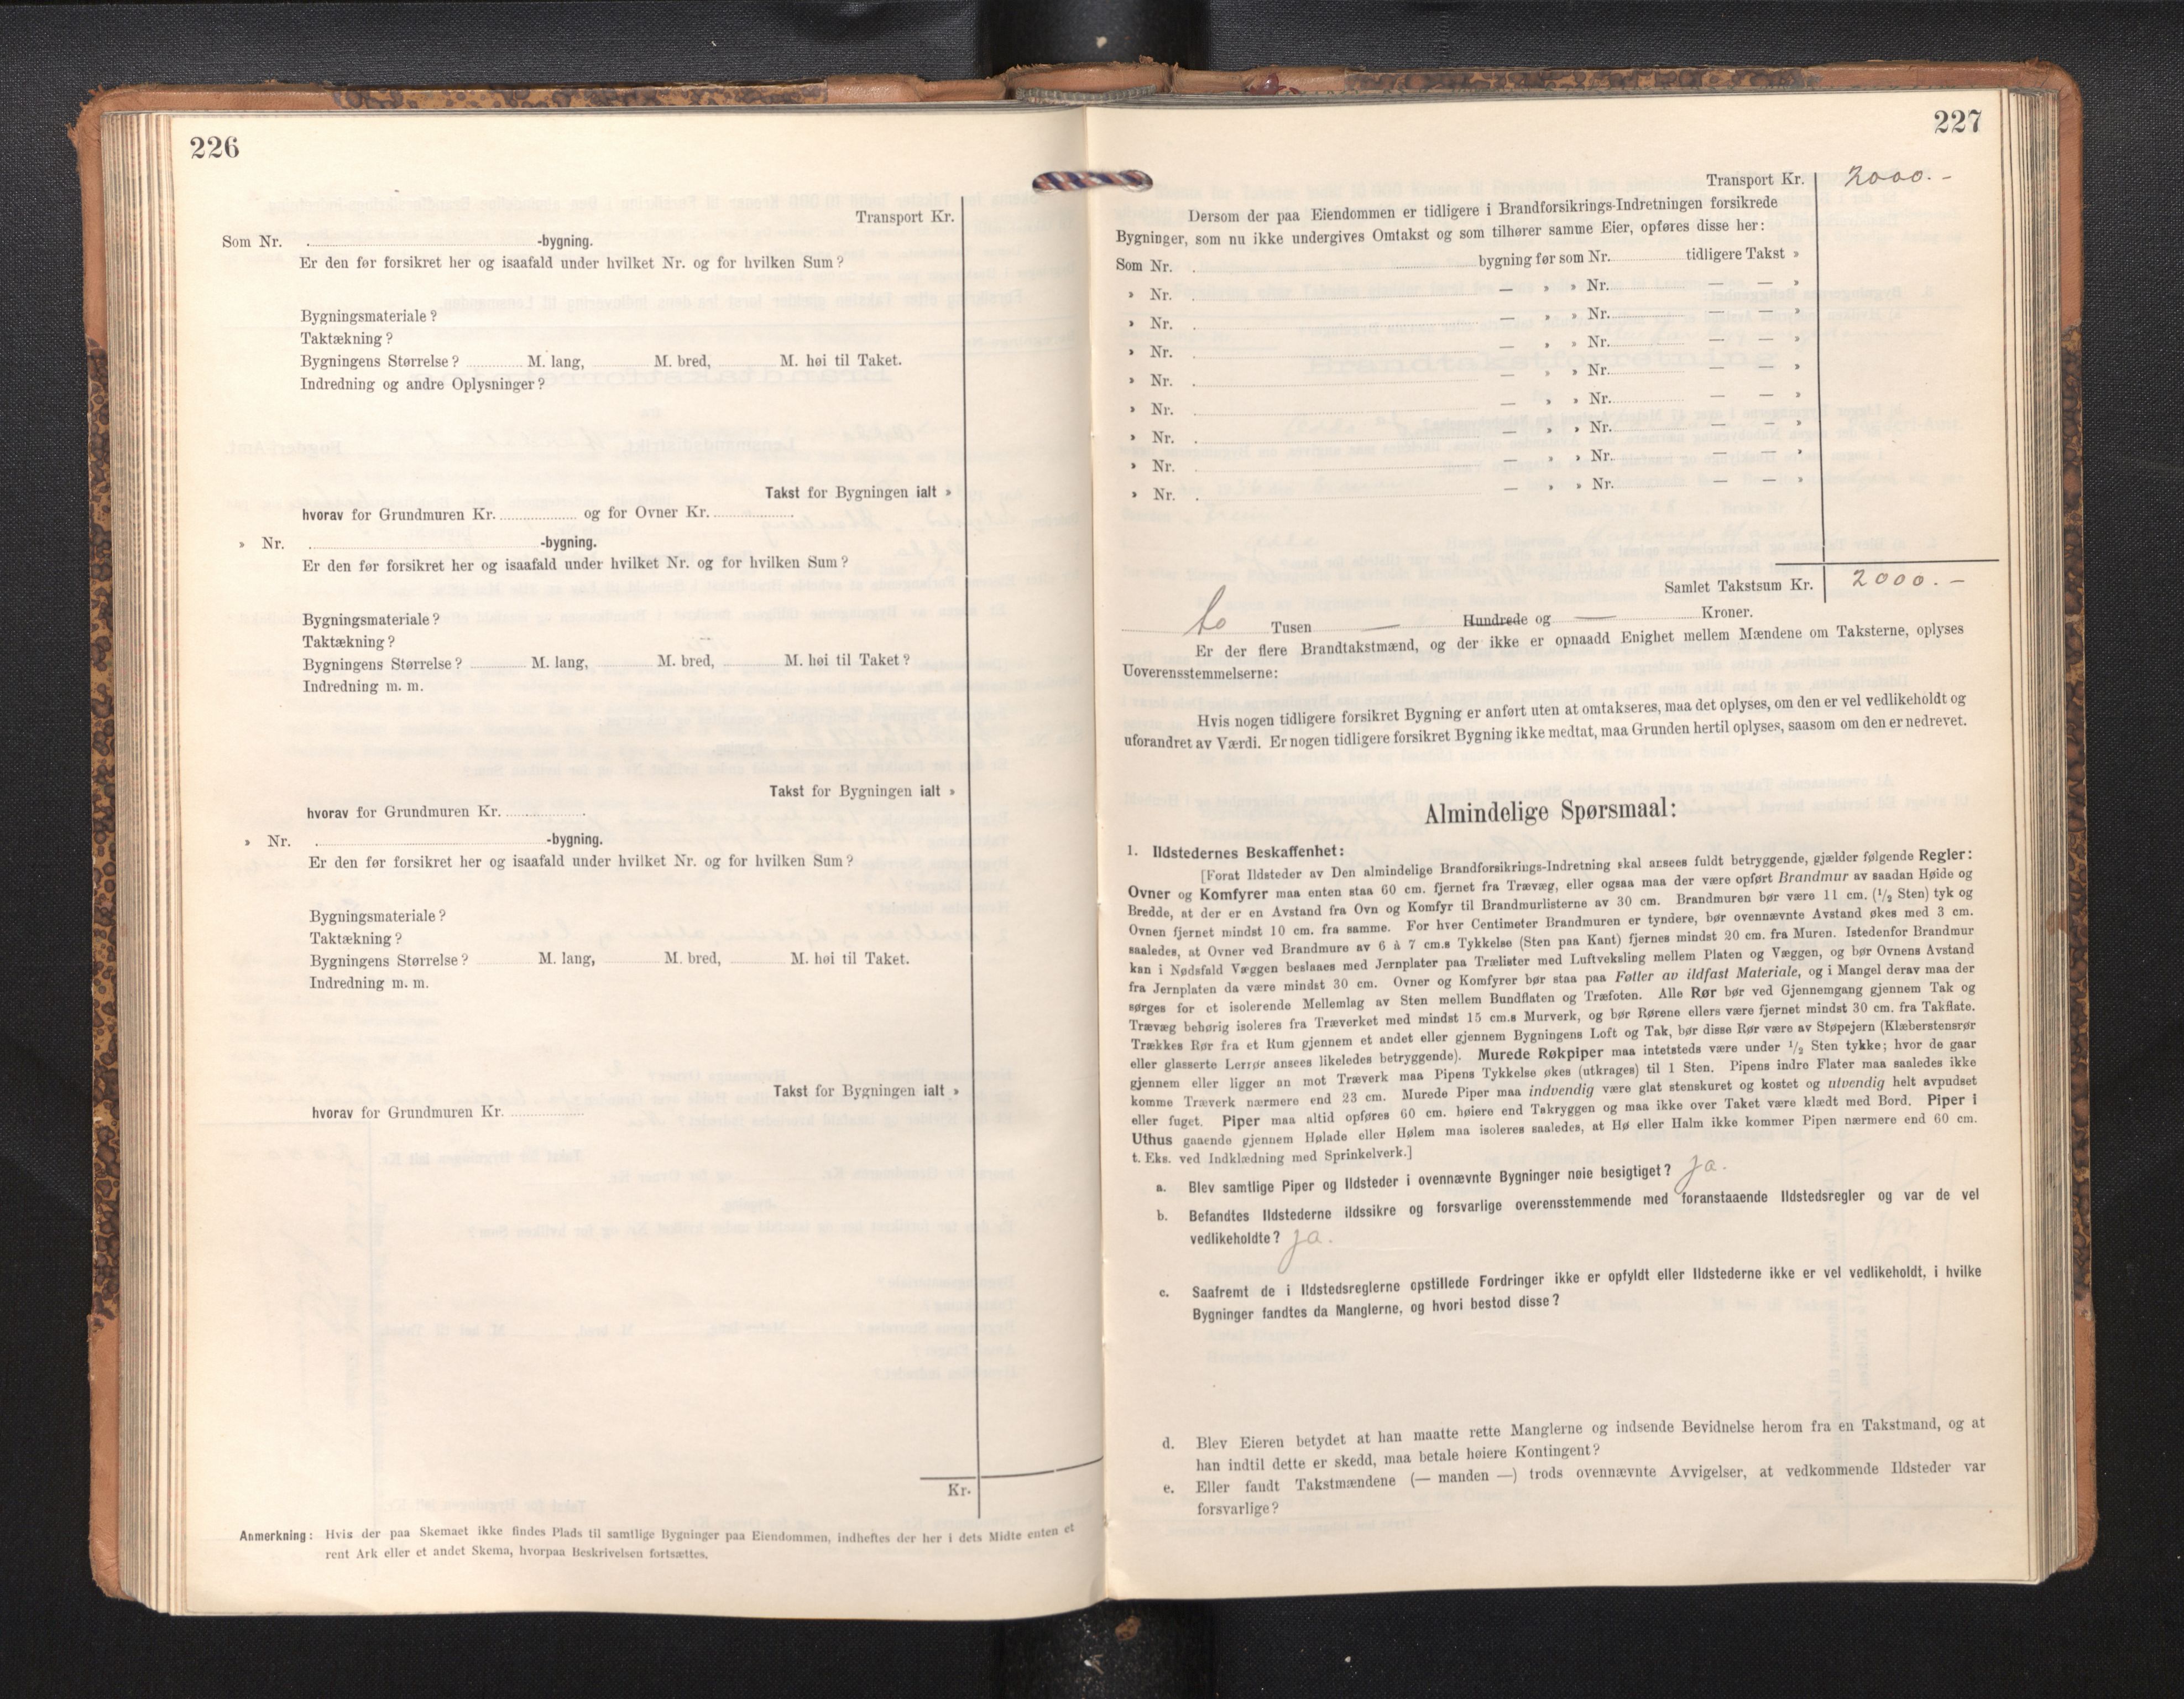 226
Transport Kr.
Som Nr. -bygning.
Er den før forsikret her og isaafald under hvilket Nr. og for hvilken Sum?
Bygningsmateriale?
Taktækning?
Bygningens Størrelse? M. lang, M. bred, M. høi til Taket.
Indredning og andre Oplysninger?
Takst for Bygningen ialt »
hvorav for Grundmuren Kr. og for Ovner Kr.
» Nr. -bygning.
Er den før forsikret her og isaafald under hvilket Nr. og for hvilken Sum?
Bygningsmateriale?
Taktækning?
Bygningens Størrelse? M. lang, M. bred, M. høi til Taket?
Indredning m. m.
Takst for Bygningen ialt »
hvorav for Grundmuren Kr.
» Nr. -bygning.
Er den før forsikret her og isaafald under hvilket Nr. og for hvilken Sum?
Bygningsmateriale?
Taktækning?
Bygningens Størrelse? M. lang, M. bred, M. høi til Taket.
Indredning m. m.
Takst for Bygningen ialt »
hvorav for Grundmuren Kr.
Kr.
Anmerkning: Hvis der paa Skemaet ikke findes Plads til samtlige Bygninger paa Eiendommen, indheftes der her i dets Midte enten et
rent Ark eller et andet Skema, hvorpaa Beskrivelsen fortsættes.
227
Transport Kr. 2000.-
Dersom der paa Eiendommen er tidligere i Brandforsikrings-Indretningen forsikrede
Bygninger, som nu ikke undergives Omtakst og som tilhører samme Eier, opføres disse her:
Som Nr. bygning før som Nr. tidligere Takst »
» Nr. — » » Nr. — — »
» Nr. — » » Nr. — — »
» Nr. — » » Nr. — — »
» Nr. — » » Nr. — — »
» Nr. — » » Nr. — — »
» Nr. — » » Nr. — — »
» Nr. — » » Nr. — — »
» Nr. — » » Nr. — — »
Samlet Takstsum Kr. 2000.-
to Tusen — Hundrede og — Kroner.
Er der flere Brandtakstmænd, og der ikke er opnaadd Enighet mellem Mændene om Taksterne, oplyses
Uoverensstemmelserne:
Hvis nogen tidligere forsikret Bygning er anført uten at omtakseres, maa det oplyses, om den er vel vedlikeholdt og
uforandret av Værdi. Er nogen tidligere forsikret Bygning ikke medtat, maa Grunden hertil oplyses, saasom om den er nedrevet.
Almindelige Spørsmaal:
1. Ildstedernes Beskaffenhet:
[Forat Ildsteder av Den almindelige Brandforsikrings-Indretning skal ansees fuldt betryggende, gjælder følgende Regler:
Ovner og Komfyrer maa enten staa 60 cm. fjernet fra Trævæg, eller ogsaa maa der være opført Brandmur av saadan Høide og
Bredde, at der er en Avstand fra Ovn og Komfyr til Brandmurlisterne av 30 cm. Brandmuren bør være 11 cm. (1/2 Sten) tyk og
Ovnen fjernet mindst 10 cm. fra samme. For hver Centimeter Brandmuren er tyndere, bør ovennævnte Avstand økes med 3 cm.
saaledes, at Ovner ved Brandmure av 6 à 7 cm.s Tykkelse (Sten paa Kant) fjernes mindst 20 cm. fra Muren. Istedenfor Brandmur
kan i Nødsfald Væggen beslaaes med Jernplater paa Trælister med Luftveksling mellem Platen og Væggen, og bør Ovnens Avstand
fra Jernplaten da være mindst 30 cm. Ovner og Komfyrer bør staa paa Føtter av ildfast Materiale, og i Mangel derav maa der
sørges for et isolerende Mellemlag av Sten mellem Bundflaten og Træfoten. Alle Rør bør ved Gjennemgang gjennem Tak og
Trævæg behørig isoleres fra Træverket med mindst 15 cm.s Murverk, og bør Rørene ellers være fjernet mindst 30 cm. fra Takflate.
Trækkes Rør fra et Rum gjennem et andet eller gjennem Bygningens Loft og Tak, bør disse Rør være av Støpejern (Klæberstensrør
eller glasserte Lerrør ansees likeledes betryggende). Murede Røkpiper maa intetsteds være under 1/2 Sten tykke; hvor de gaar
gjennem eller ligger an mot Træverk maa Pipens Tykkelse økes (utkrages) til 1 Sten. Pipens indre Flater maa saaledes ikke
komme Træverk nærmere end 23 cm. Murede Piper maa indvendig være glat stenskuret og kostet og utvendig helt avpudset
eller fuget. Piper maa altid opføres 60 cm. høiere end Takryggen og maa ikke over Taket være klædt med Bord. Piper i
Uthus gaaende gjennem Hølade eller Hølem maa isoleres saaledes, at Hø eller Halm ikke kommer Pipen nærmere end 60 cm.
t. Eks. ved Indklædning med Sprinkelverk.]
a. Blev samtlige Piper og Ildsteder i ovennævnte Bygninger nøie besigtiget? ja.
b. Befandtes Ildstederne ildssikre og forsvarlige overensstemmende med foranstaaende Ildstedsregler og var de vel
vedlikeholdte? ja.
c. Saafremt de i Ildstedsreglerne opstillede Fordringer ikke er opfyldt eller Ildstederne ikke er vel vedlikeholdt, i hvilke
Bygninger fandtes da Manglerne, og hvori bestod disse?
d. Blev Eieren betydet at han maatte rette Manglerne og indsende Bevidnelse herom fra en Takstmand, og at
han indtil dette er skedd, maa betale høiere Kontingent?
e. Eller fandt Takstmændene (— manden —) trods ovennævnte Avvigelser, at vedkommende Ildsteder var
forsvarlige?